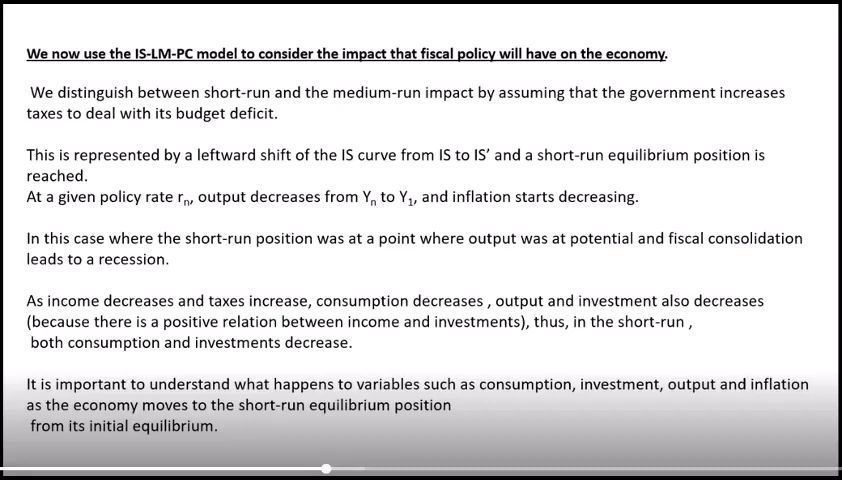 We now use the IS-LM-PC model to consider the impact that fiscal policy will have on the economy.
We distinguish between short-run and the medium-run impact by assuming that the government increases
taxes to deal with its budget deficit.
This is represented by a leftward shift of the IS curve from IS to IS’ and a short-run equilibrium position is
reached.
At a given policy rate rₙ, output decreases from Yₙ to Y₁, and inflation starts decreasing.
In this case where the short-run position was at a point where output was at potential and fiscal consolidation
leads to a recession.
As income decreases and taxes increase, consumption decreases , output and investment also decreases
(because there is a positive relation between income and investments), thus, in the short-run ,
both consumption and investments decrease.
It is important to understand what happens to variables such as consumption, investment, output and inflation
as the economy moves to the short-run equilibrium position
from its initial equilibrium.